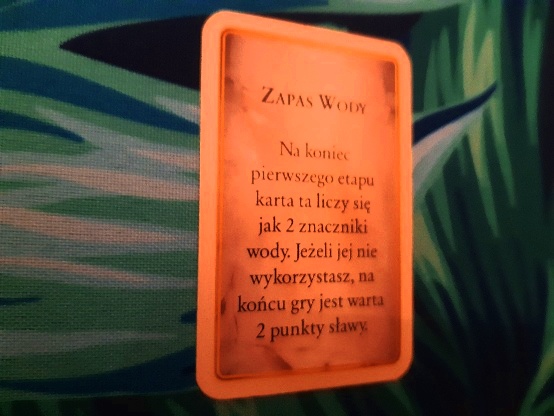 ZAPAS WODY
Na koniec
pierwszego etapu
karta ta liczy się
jak 2 znaczniki
wody. Jeżeli jej nie
wykorzystasz, na
końcu gry jest warta
2 punkty sławy.